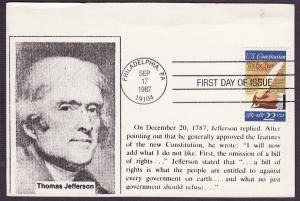 PHILADELPHIA, PA
SEP
17
1987
19104
FIRST DAY OF ISSUE
U.S. Constitution
We the People
1787-1987 22 USA
Thomas Jefferson
On December 20, 1787, Jefferson replied. After
pointing out that he generally approved the features
of the new Constitution, he wrote: "I will now
add what I do not like. First, the omission of a bill
of rights . . ." Jefferson stated that ". . . a bill of
rights is what the people are entitled to against
every government on earth . . . and what no just
government should refuse . . ."